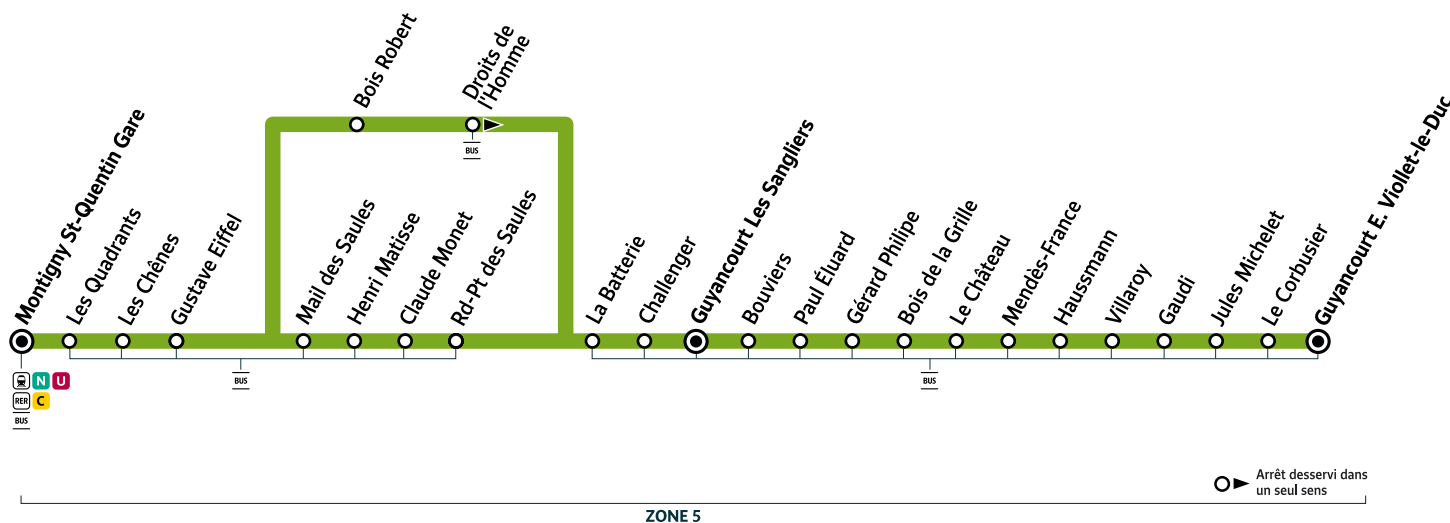 Bois Robert
Droits de
l'Homme
BUS
Montigny St-Quentin Gare
Les Quadrants
Les Chênes
Gustave Eiffel
Mail des Saules
Henri Matisse
Claude Monet
Rd-Pt des Saules
La Batterie
Challenger
Guyancourt Les Sangliers
Bouviers
Paul Éluard
Gérard Philipe
Bois de la Grille
Le Château
Mendès-France
Haussmann
Villaroy
Gaudi
Jules Michelet
Le Corbusier
Guyancourt E. Viollet-le-Duc
N U
RER C
BUS
BUS
BUS
Arrêt desservi dans
un seul sens
ZONE 5